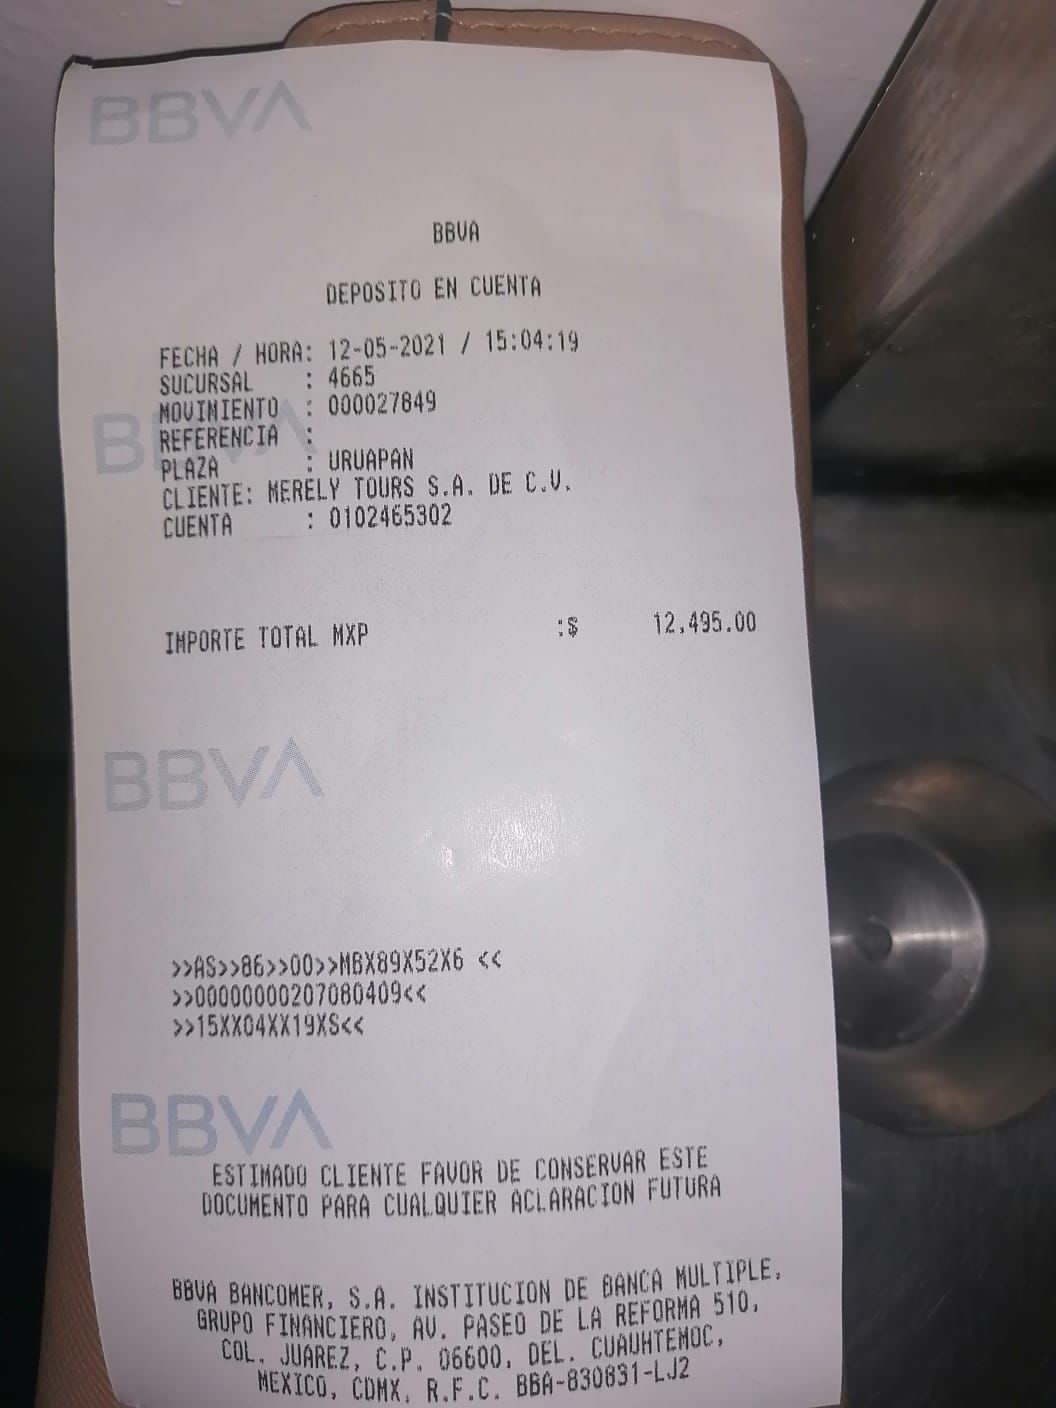 BBVA
BBVA
DEPOSITO EN CUENTA
FECHA / HORA: 12-05-2021 / 15:04:19
SUCURSAL : 4665
MOVIMIENTO : 000027849
REFERENCIA :
BBVA
PLAZA : URUAPAN
CLIENTE: MERELY TOURS S.A. DE C.V.
CUENTA : 0102465302
IMPORTE TOTAL MXP :$ 12,495.00
BBVA
>>AS>>86>>00>>MBX89X52X6 <<
>>00000000207080409<<
>>15XX04XX19XS<<
BBVA
ESTIMADO CLIENTE FAVOR DE CONSERVAR ESTE
DOCUMENTO PARA CUALQUIER ACLARACION FUTURA
BBVA BANCOMER, S.A. INSTITUCION DE BANCA MULTIPLE,
GRUPO FINANCIERO, AV. PASEO DE LA REFORMA 510,
COL. JUAREZ, C.P. 06600, DEL. CUAUHTEMOC,
MEXICO, CDMX, R.F.C. BBA-830831-LJ2